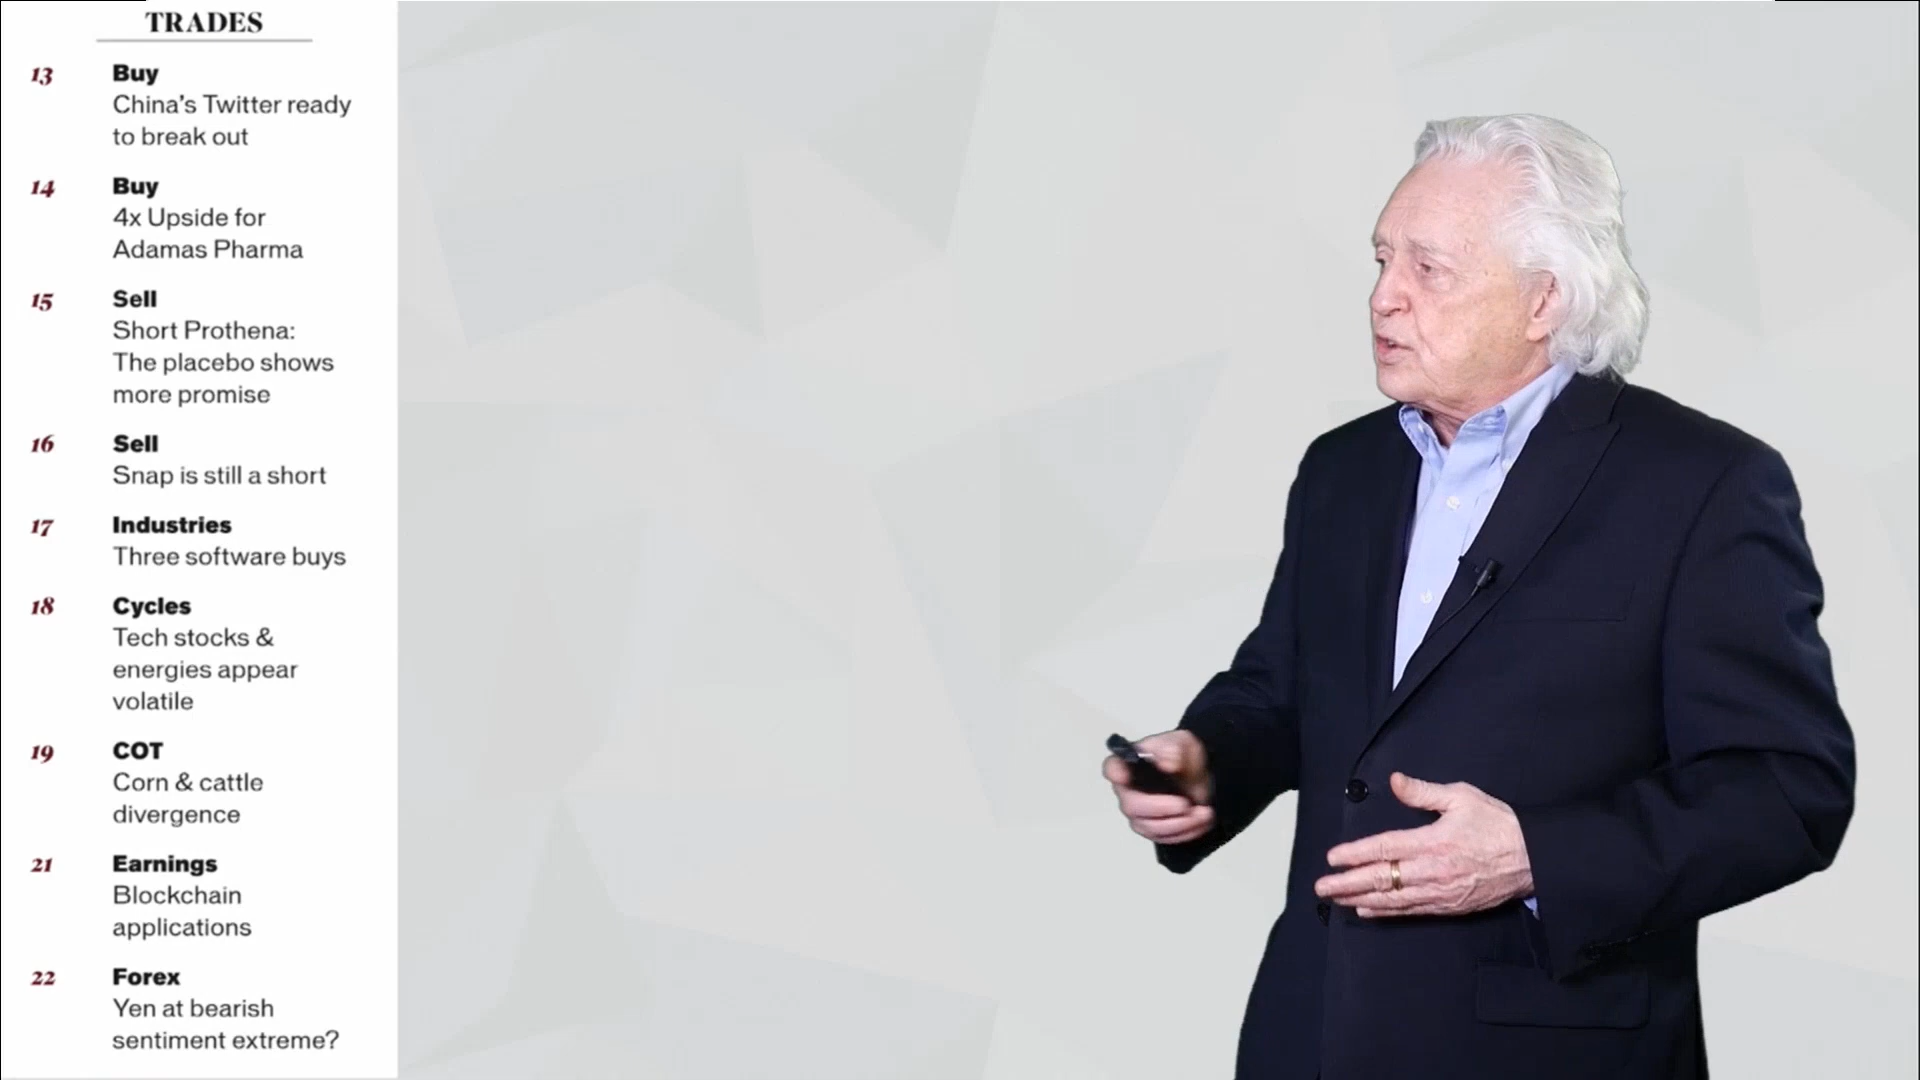 TRADES
13 Buy
China's Twitter ready
to break out
14 Buy
4x Upside for
Adamas Pharma
15 Sell
Short Prothena:
The placebo shows
more promise
16 Sell
Snap is still a short
17 Industries
Three software buys
18 Cycles
Tech stocks &
energies appear
volatile
19 COT
Corn & cattle
divergence
21 Earnings
Blockchain
applications
22 Forex
Yen at bearish
sentiment extreme?